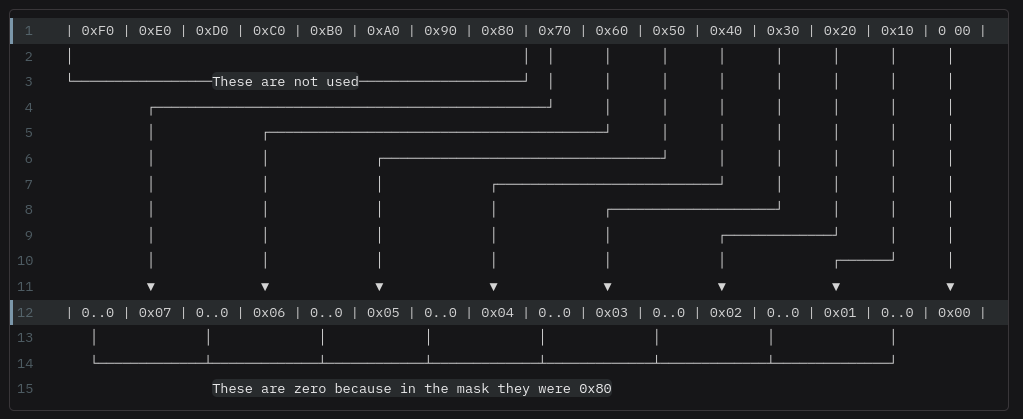 1 | 0xF0 | 0xE0 | 0xD0 | 0xC0 | 0xB0 | 0xA0 | 0x90 | 0x80 | 0x70 | 0x60 | 0x50 | 0x40 | 0x30 | 0x20 | 0x10 | 0 00 |
2
3 These are not used
4
5
6
7
8
9
10
11
12 | 0..0 | 0x07 | 0..0 | 0x06 | 0..0 | 0x05 | 0..0 | 0x04 | 0..0 | 0x03 | 0..0 | 0x02 | 0..0 | 0x01 | 0..0 | 0x00 |
13
14
15 These are zero because in the mask they were 0x80